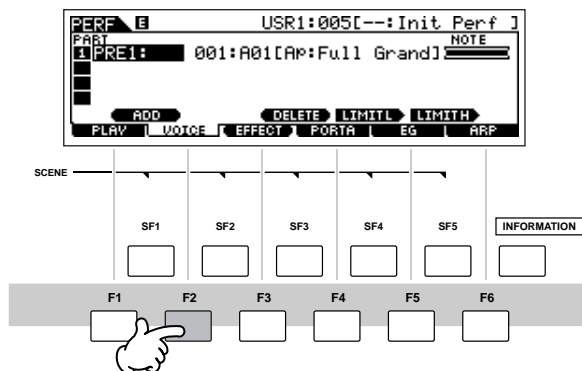 PERF E USR1:005[--:Init Perf ]
PART NOTE
1 PRE1: 001:A01[AP:Full Grand]
ADD DELETE LIMITL LIMITH
PLAY VOICE EFFECT PORTA EG ARP
SCENE
SF1 SF2 SF3 SF4 SF5 INFORMATION
F1 F2 F3 F4 F5 F6